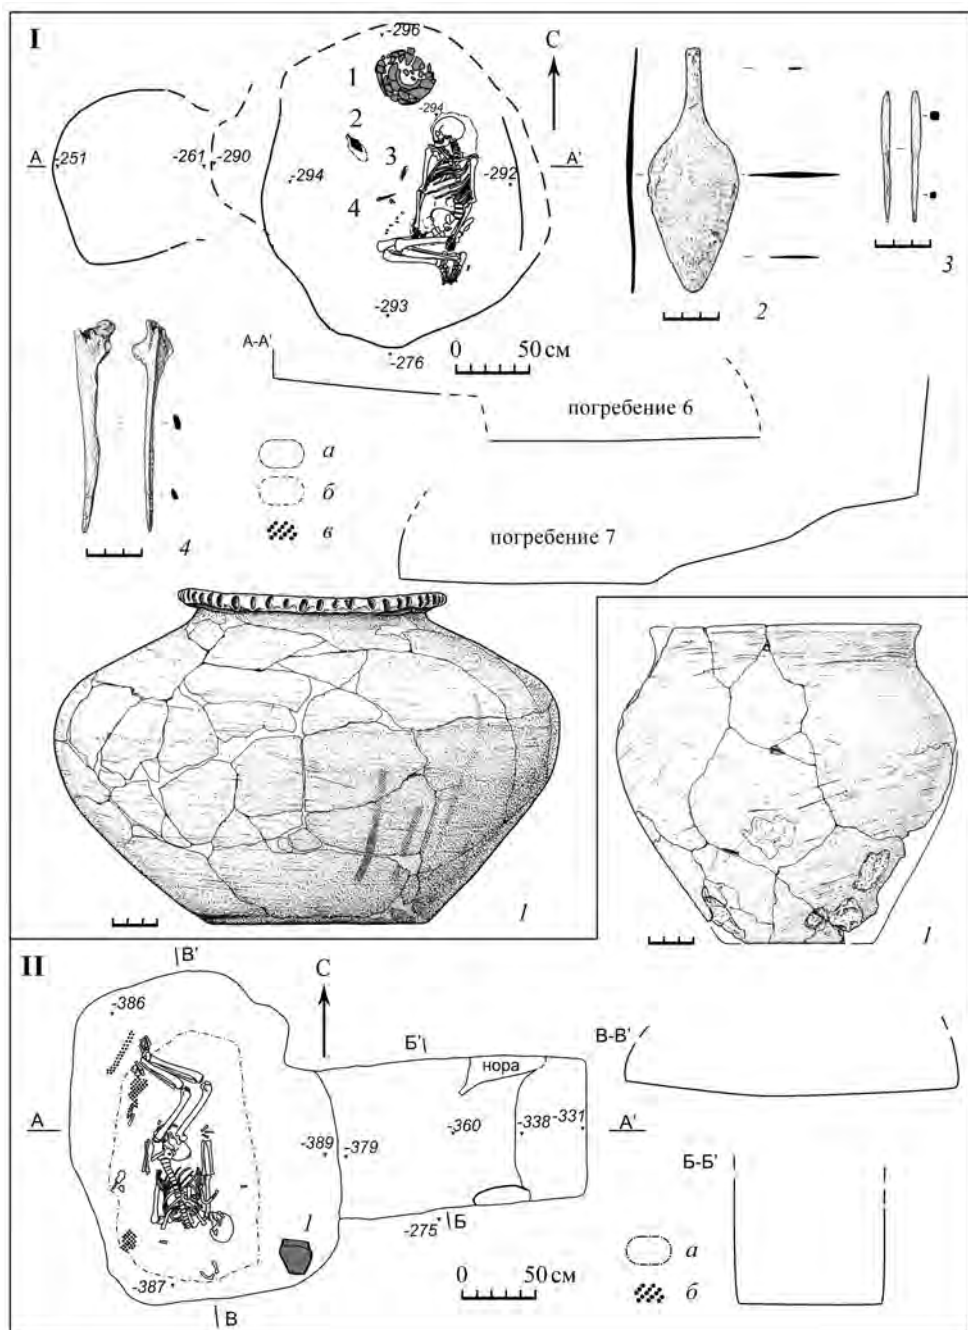 I
1
-296
С
2
-294
3
4
А
-251
-261
-290
-294
-292
А'
-293
-276
0 50 см
2
3
4
А-А'
погребение 6
погребение 7
а
б
в
1
1
II
В'
С
-386
А
-389
-379
Б'
нора
-360
-338
-331
А'
Б
-275
1
-387
В
0 50 см
В-В'
Б-Б'
а
б